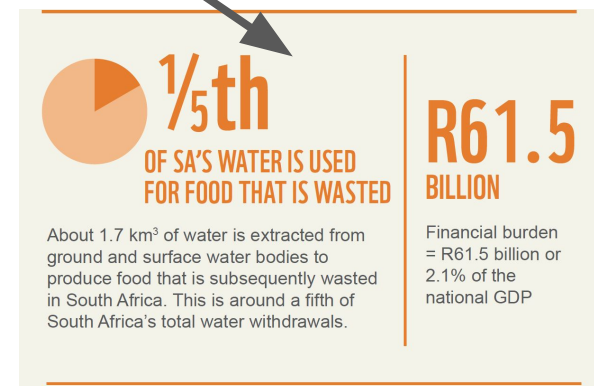 1/5th
OF SA'S WATER IS USED
FOR FOOD THAT IS WASTED
About 1.7 km³ of water is extracted from
ground and surface water bodies to
produce food that is subsequently wasted
in South Africa. This is around a fifth of
South Africa's total water withdrawals.
R61.5
BILLION
Financial burden
= R61.5 billion or
2.1% of the
national GDP